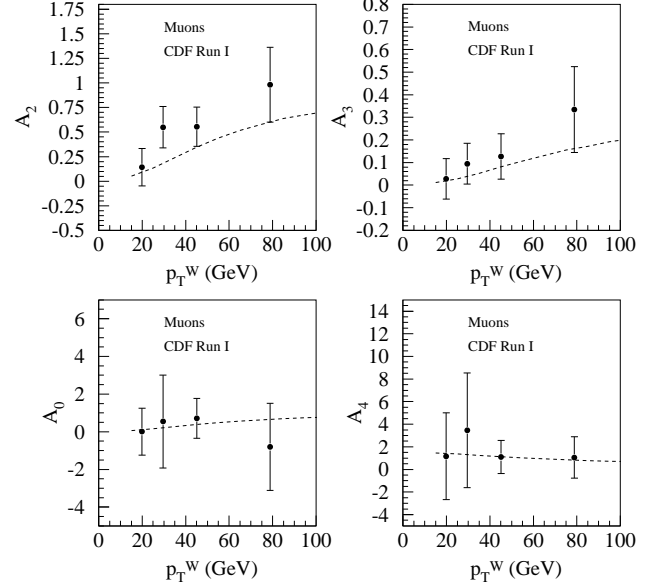 1.75
1.5
1.25
1
0.75
0.5
0.25
0
-0.25
-0.5
A2
Muons
CDF Run I
0 20 40 60 80 100
pTW (GeV)
0.8
0.7
0.6
0.5
0.4
0.3
0.2
0.1
0
-0.1
-0.2
A3
Muons
CDF Run I
0 20 40 60 80 100
pTW (GeV)
6
4
2
0
-2
-4
A0
Muons
CDF Run I
0 20 40 60 80 100
pTW (GeV)
14
12
10
8
6
4
2
0
-2
-4
A4
Muons
CDF Run I
0 20 40 60 80 100
pTW (GeV)